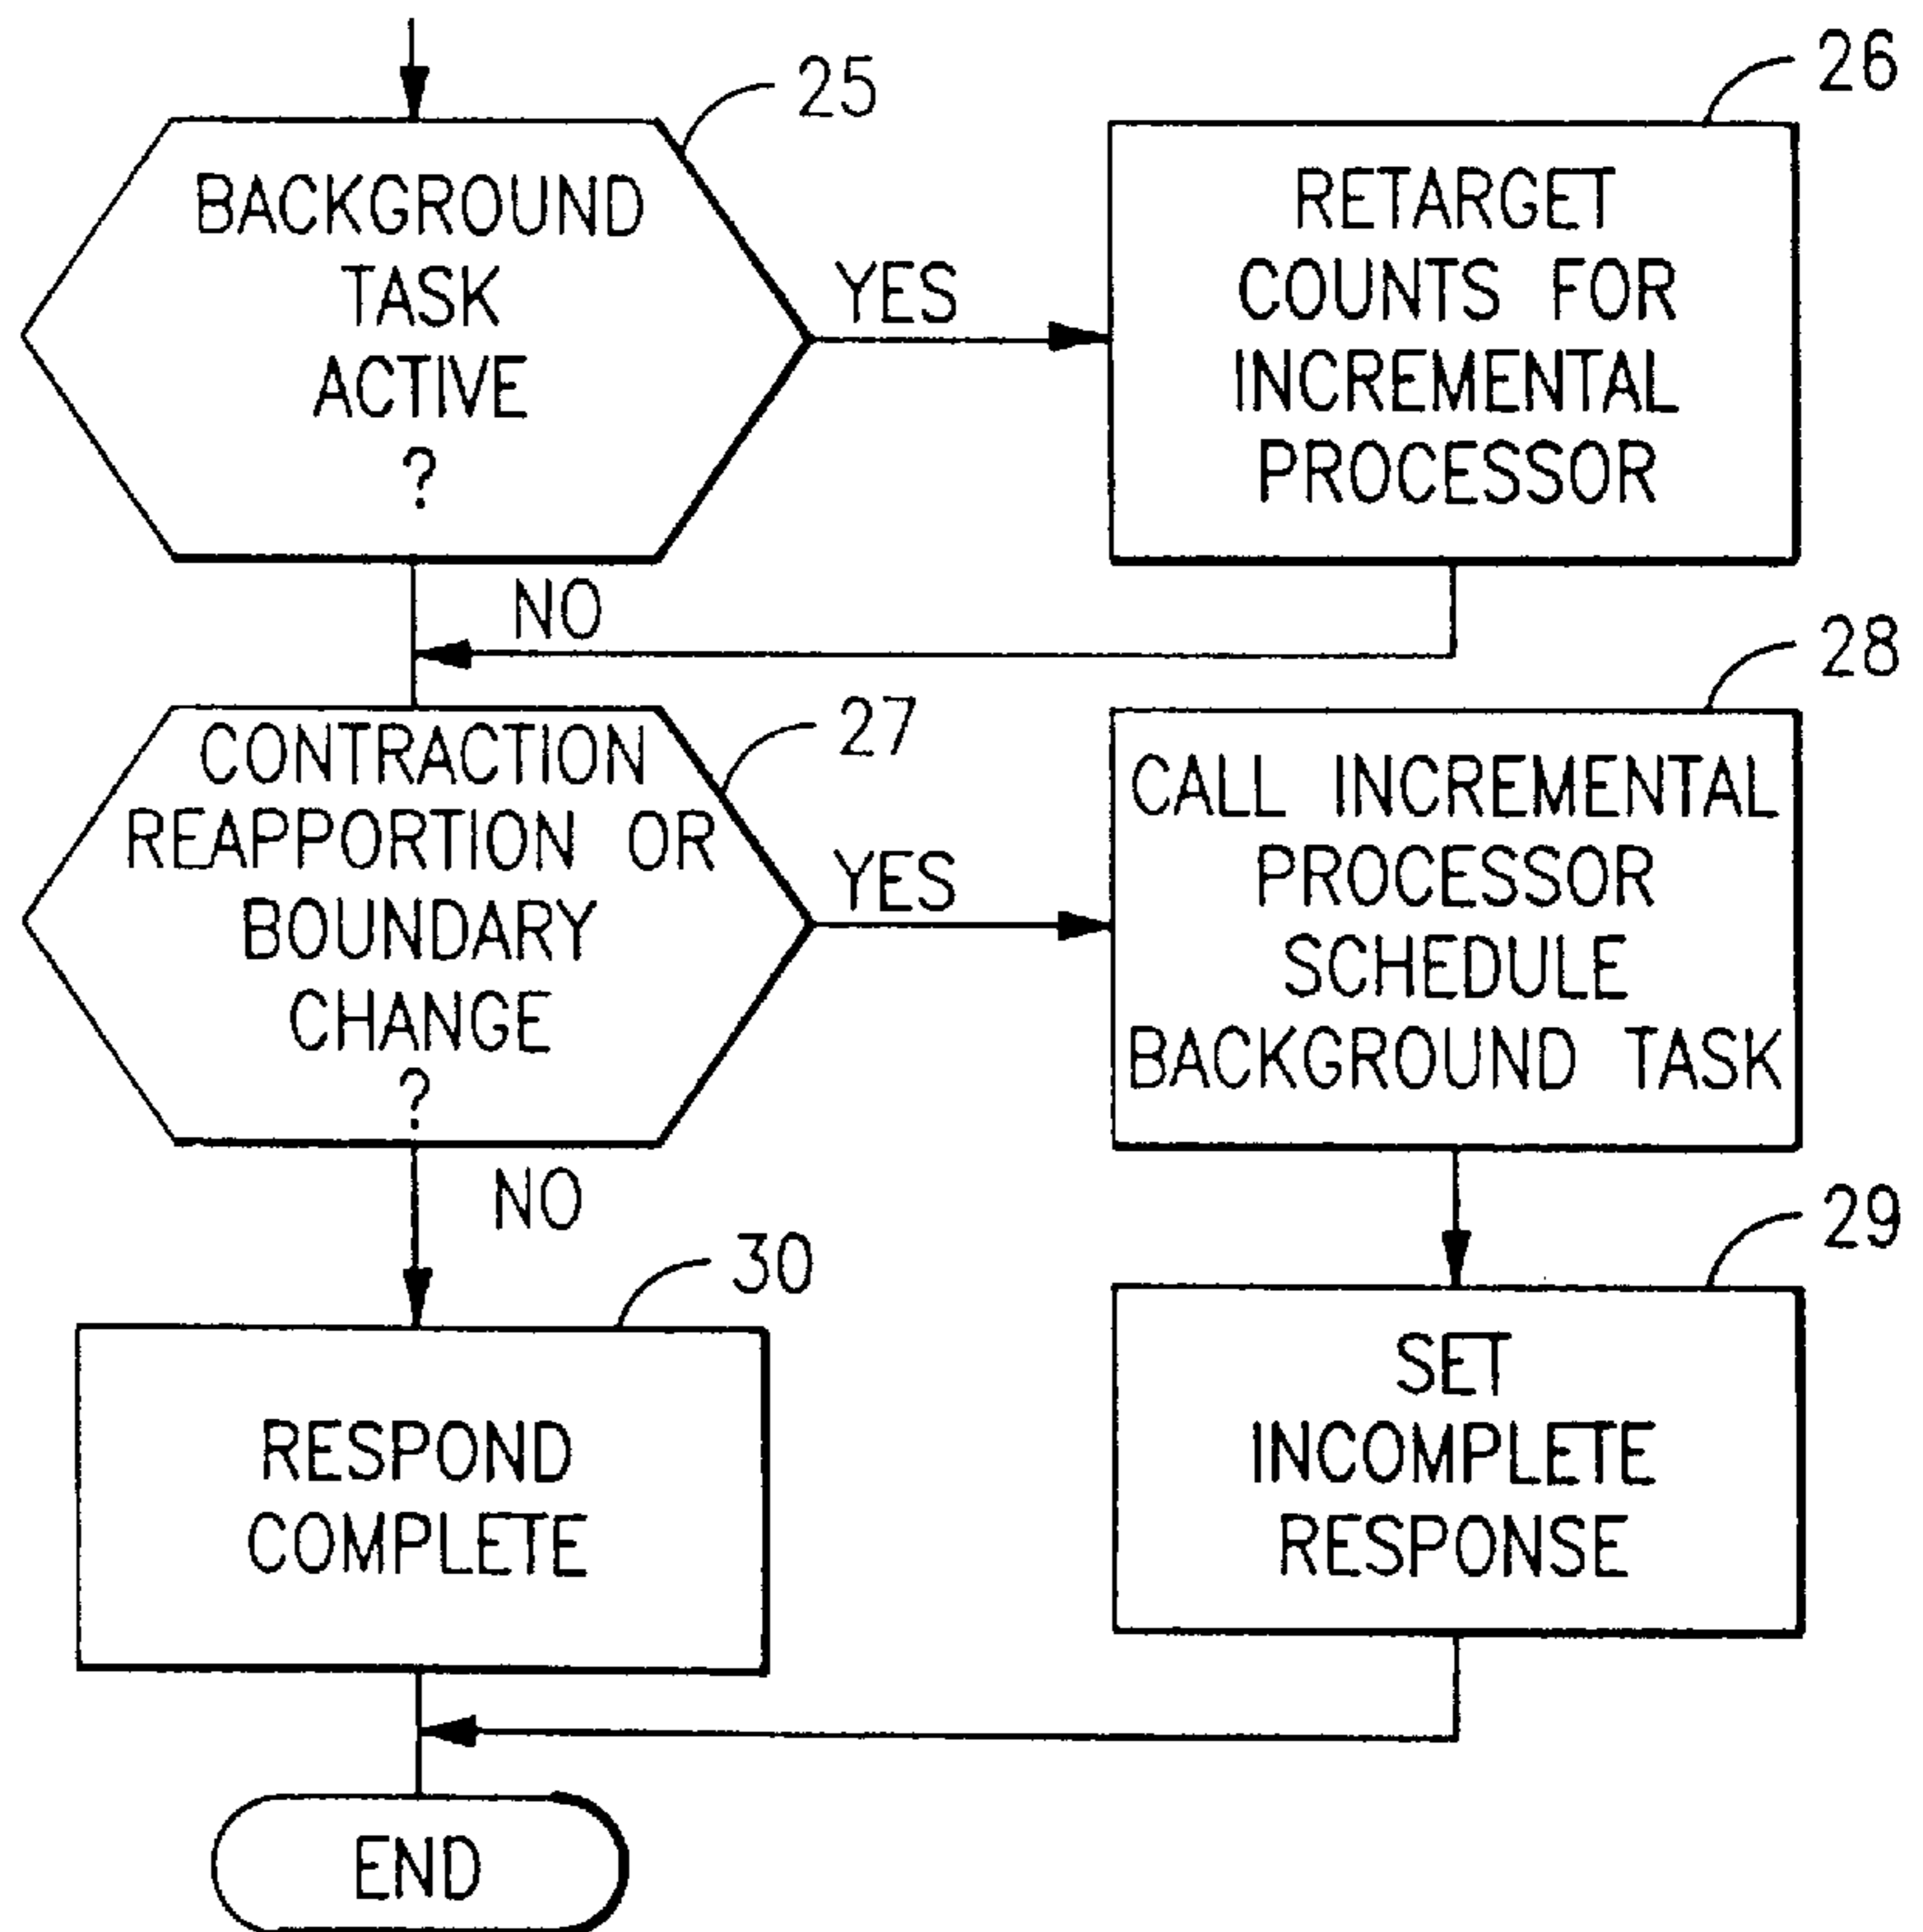 25
BACKGROUND
TASK
ACTIVE
?
YES
NO
26
RETARGET
COUNTS FOR
INCREMENTAL
PROCESSOR
27
CONTRACTION
REAPPORTION OR
BOUNDARY
CHANGE
?
YES
NO
28
CALL INCREMENTAL
PROCESSOR
SCHEDULE
BACKGROUND TASK
29
SET
INCOMPLETE
RESPONSE
30
RESPOND
COMPLETE
END